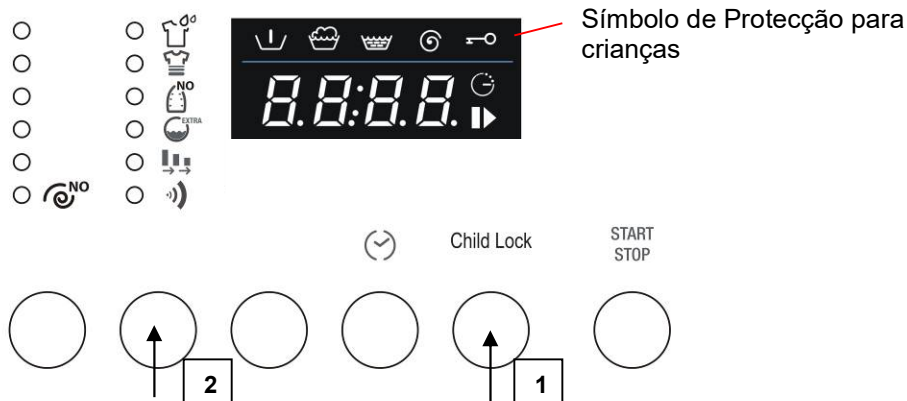 Símbolo de Protecção para
crianças
NO
EXTRA
8.8:8.8.
NO
Child Lock
START
STOP
2
1